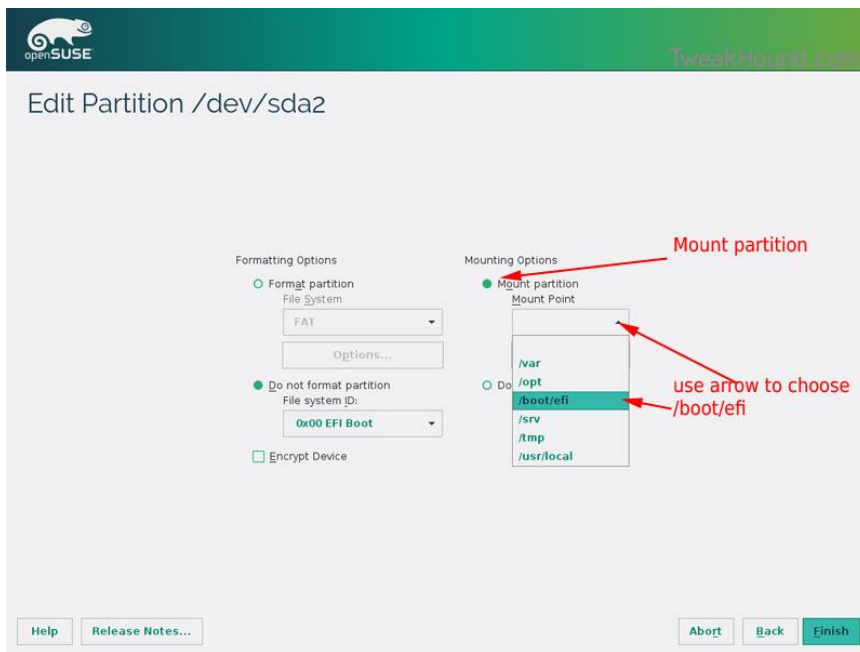 openSUSE
TweakHound.com
Edit Partition /dev/sda2
Mount partition
Formatting Options
Mounting Options
Format partition
File System
FAT
Options...
Do not format partition
File system ID:
0x00 EFI Boot
Encrypt Device
Mount partition
Mount Point
/var
/opt
/boot/efi
/srv
/tmp
/usr/local
Do
use arrow to choose
/boot/efi
Help
Release Notes...
Abort
Back
Finish